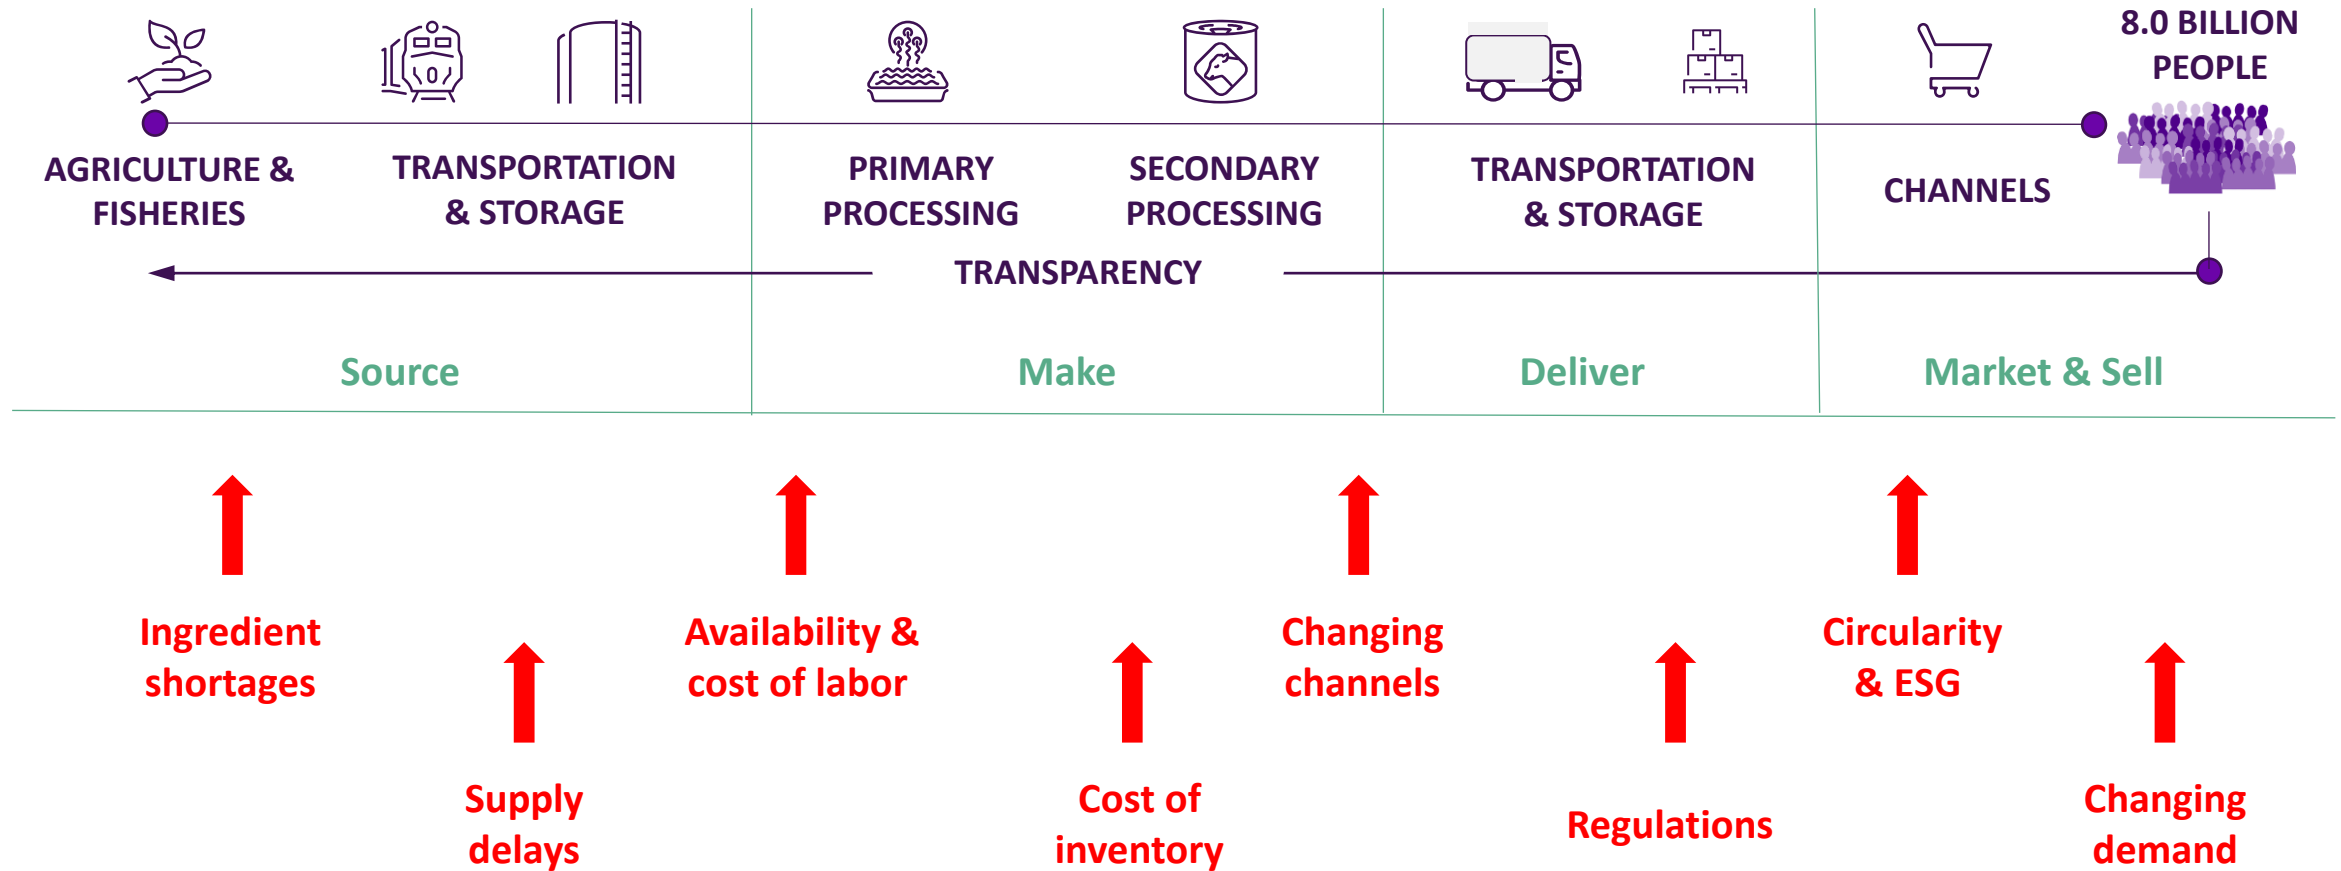 8.0 BILLION
PEOPLE
AGRICULTURE &
FISHERIES
TRANSPORTATION
& STORAGE
PRIMARY
PROCESSING
SECONDARY
PROCESSING
TRANSPORTATION
& STORAGE
CHANNELS
TRANSPARENCY
Source
Make
Deliver
Market & Sell
Ingredient
shortages
Supply
delays
Availability &
cost of labor
Cost of
inventory
Changing
channels
Regulations
Circularity
& ESG
Changing
demand